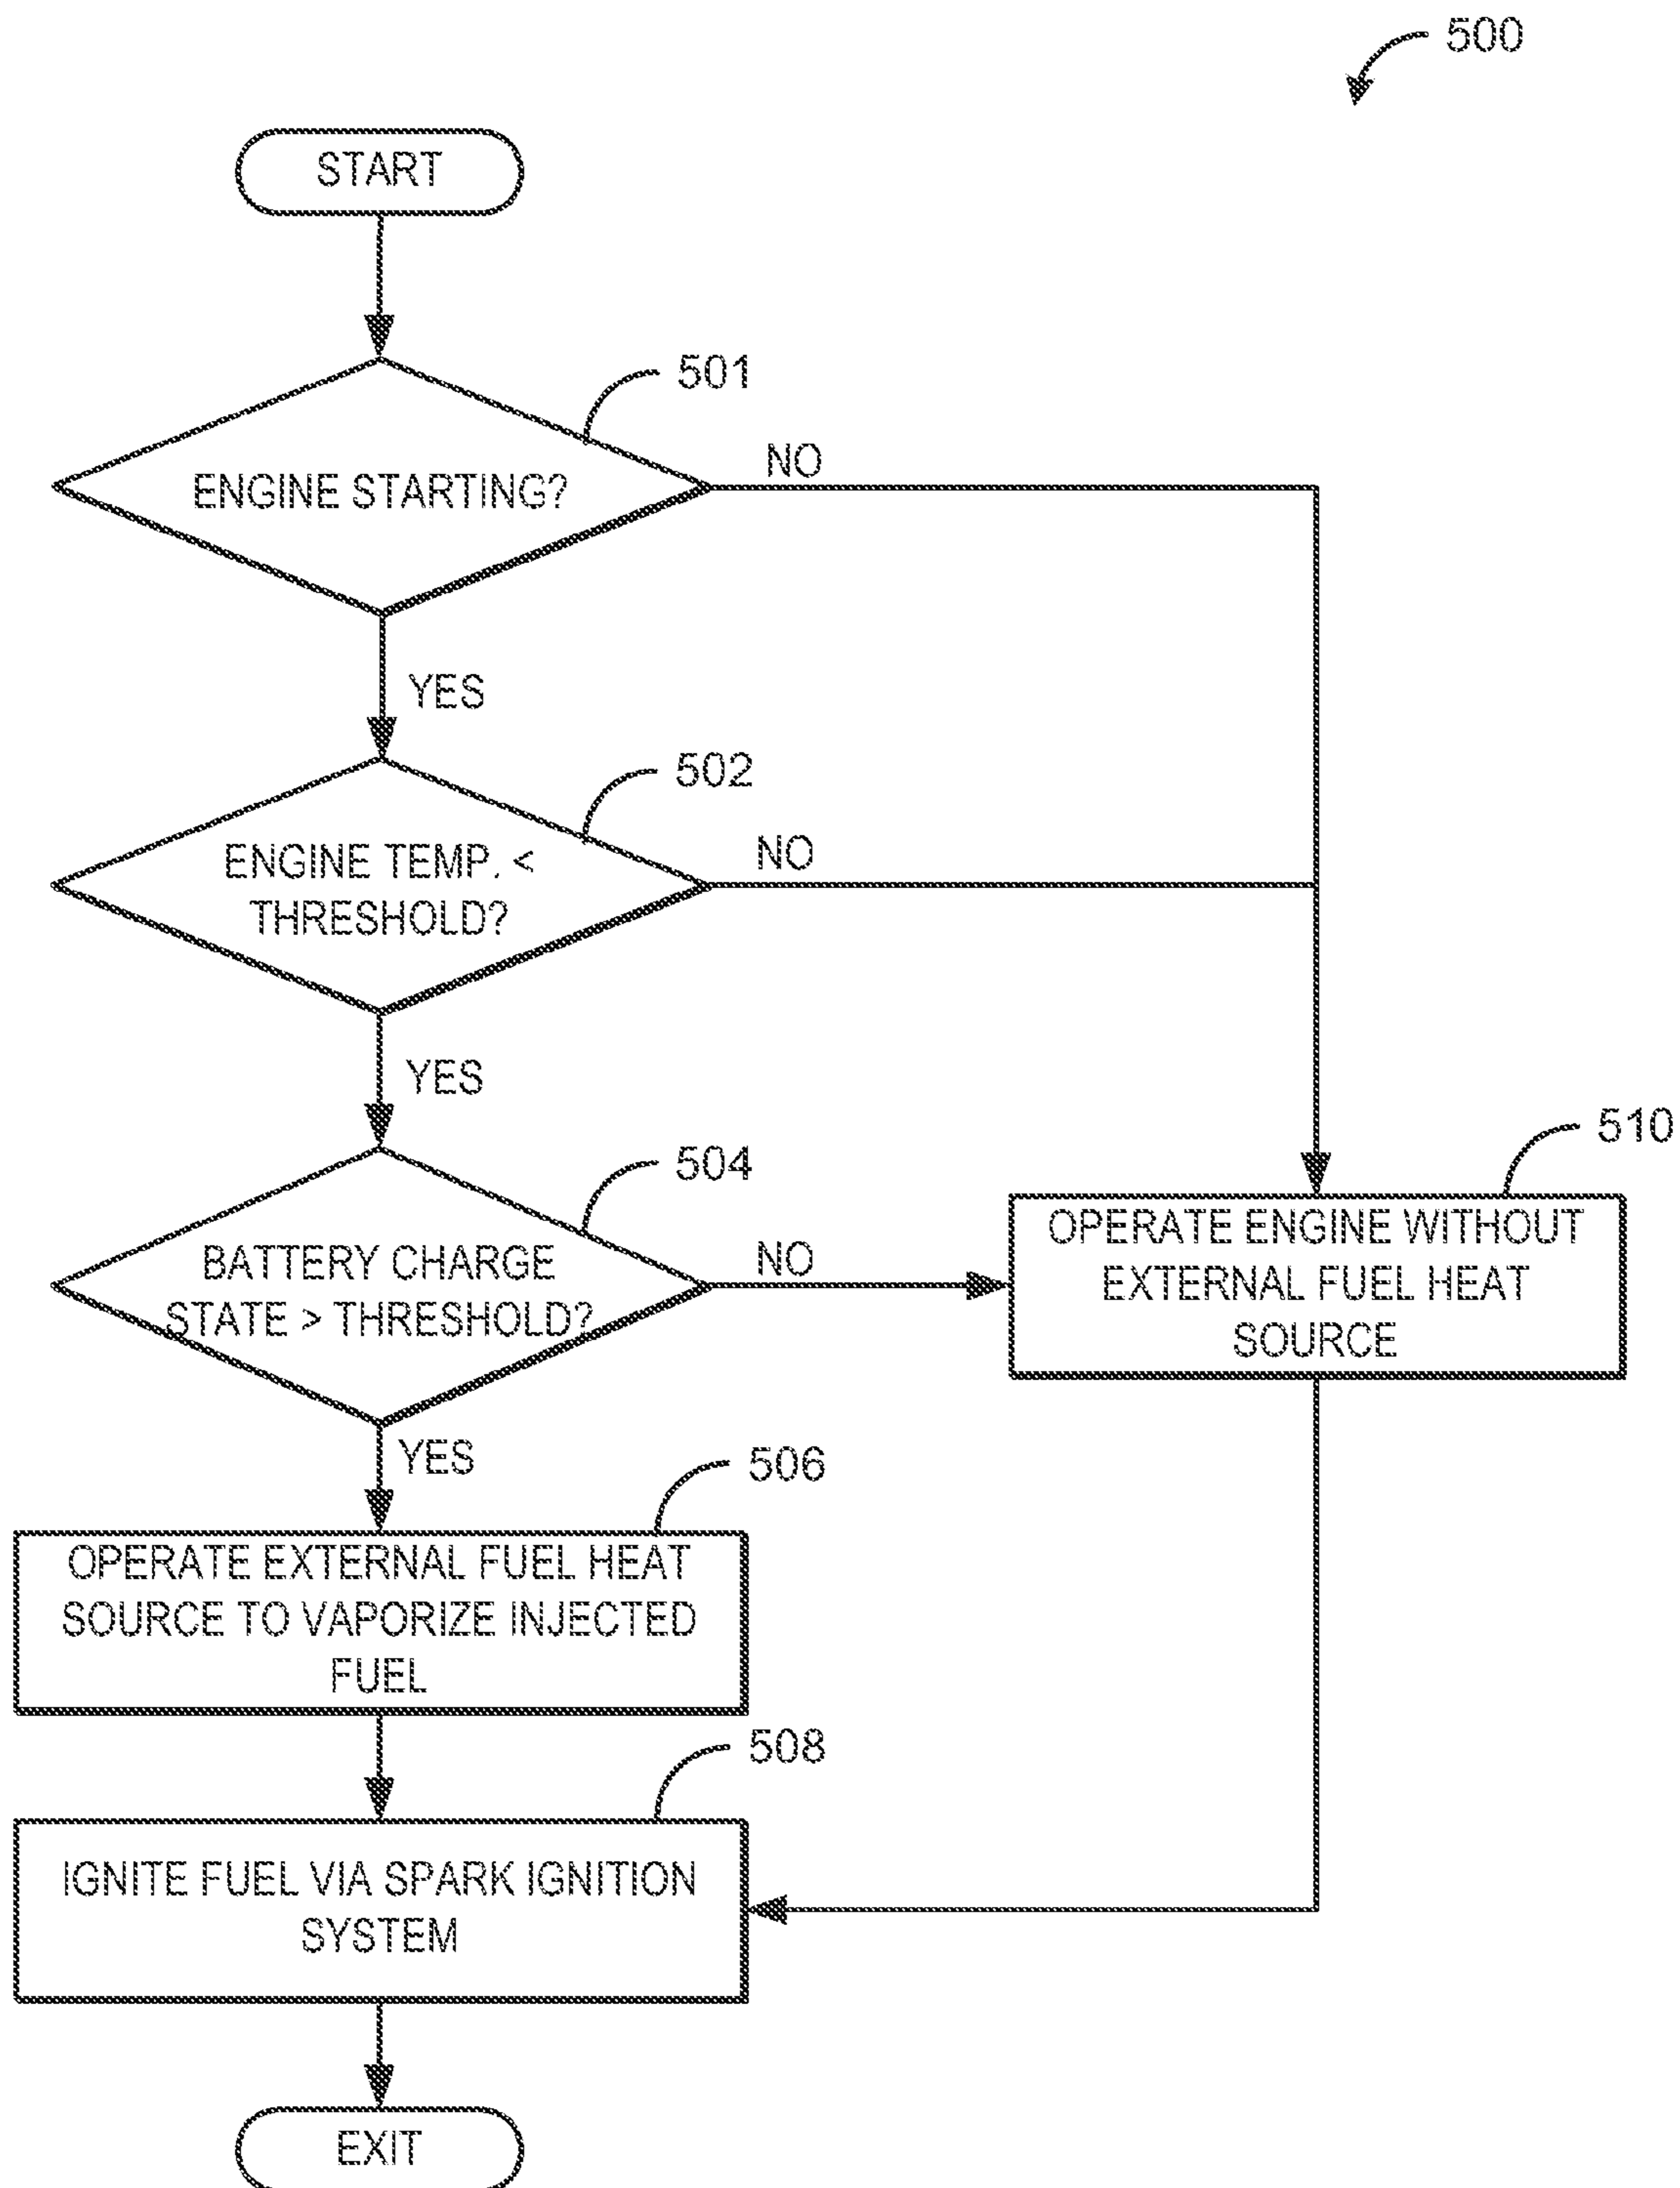 500
START
501
ENGINE STARTING?
NO
YES
502
ENGINE TEMP. <
THRESHOLD?
NO
YES
504
BATTERY CHARGE
STATE > THRESHOLD?
NO
510
OPERATE ENGINE WITHOUT
EXTERNAL FUEL HEAT
SOURCE
YES
506
OPERATE EXTERNAL FUEL HEAT
SOURCE TO VAPORIZE INJECTED
FUEL
508
IGNITE FUEL VIA SPARK IGNITION
SYSTEM
EXIT